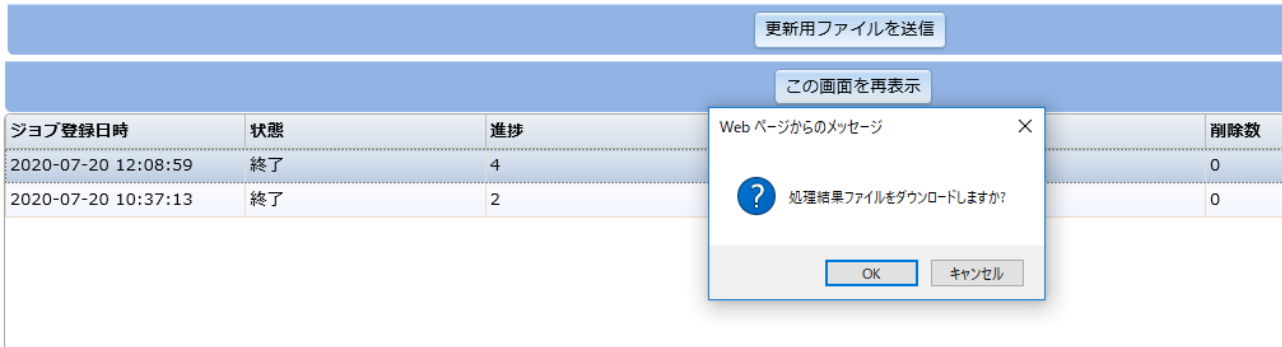 更新用ファイルを送信
この画面を再表示
ジョブ登録日時 状態 進捗 削除数
2020-07-20 12:08:59 終了 4 0
2020-07-20 10:37:13 終了 2 0
Web ページからのメッセージ
処理結果ファイルをダウンロードしますか?
OK キャンセル